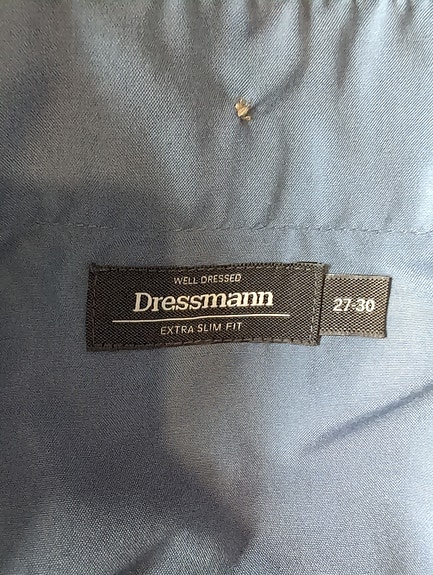 WELL DRESSED
Dressmann
EXTRA SLIM FIT
27-30